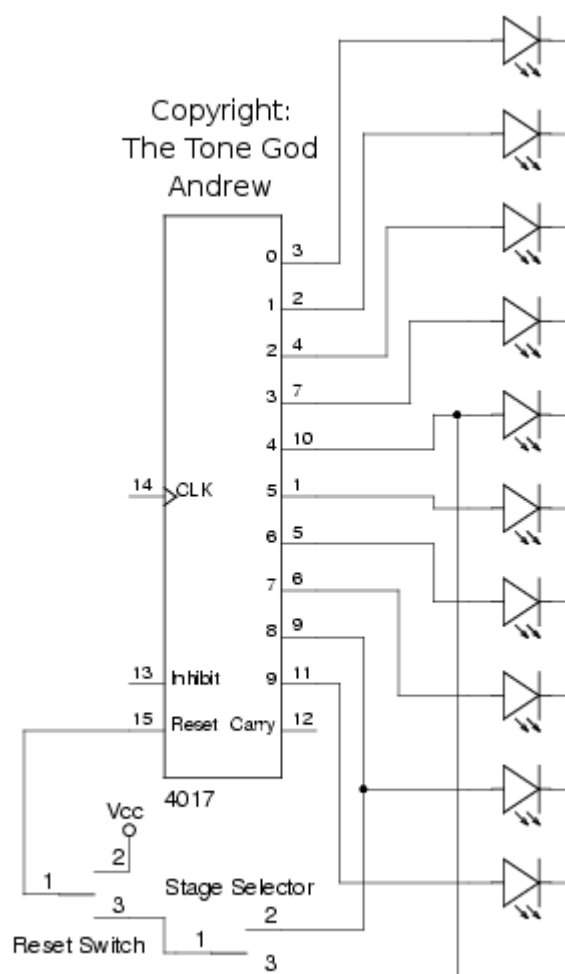 Copyright:
The Tone God
Andrew
0 3
1 2
2 4
3 7
4 10
14 CLK
5 1
6 5
7 6
8 9
13 Inhibit
9 11
15 Reset Carry 12
4017
Vcc
2
1
3
Reset Switch
Stage Selector
2
1
3